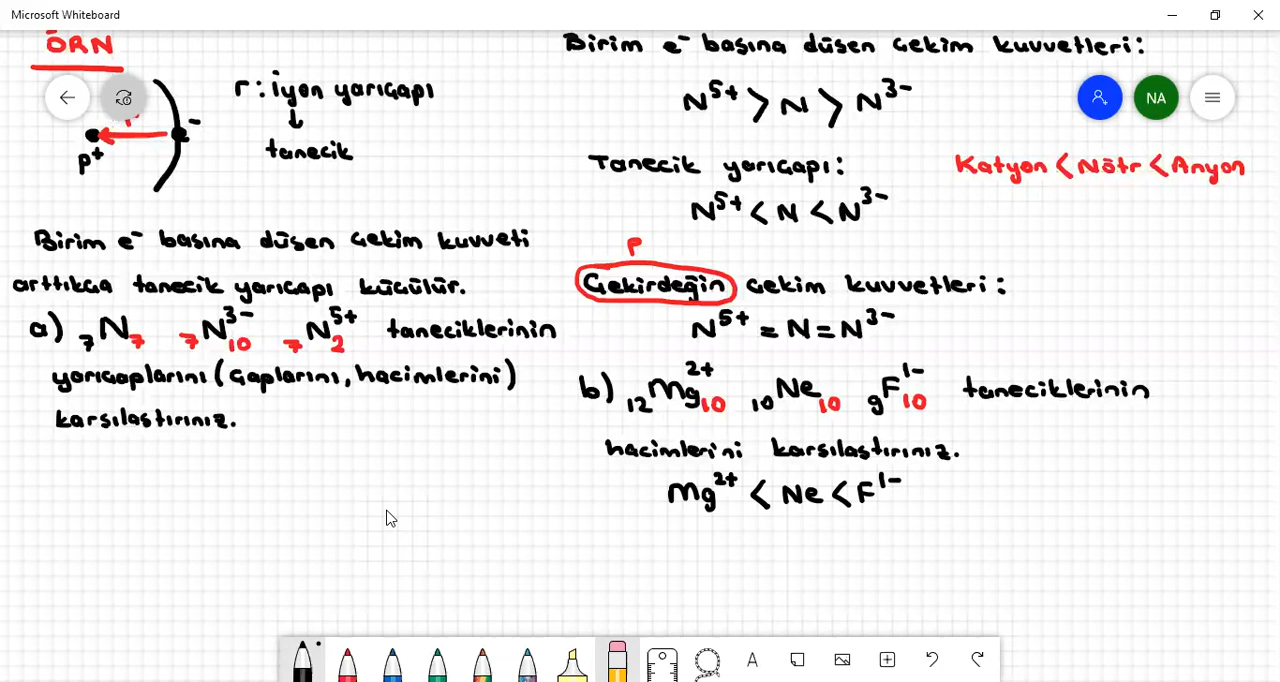 Microsoft Whiteboard
ÖRN
r : iyon yarıçapı
↓
tanecik
p+
r
e-
Birim e⁻ başına düşen çekim kuvveti
arttıkça tanecik yarıçapı küçülür.
a) ₇N₇ ₇N³⁻₁₀ ₇N⁵⁺₂ taneciklerinin
yarıçaplarını (çaplarını, hacimlerini)
karşılaştırınız.
Birim e⁻ başına düşen çekim kuvvetleri :
N⁵⁺ > N > N³⁻
Tanecik yarıçapı :
Katyon < Nötr < Anyon
N⁵⁺ < N < N³⁻
P
Çekirdeğin çekim kuvvetleri :
N⁵⁺ = N = N³⁻
b) ₁₂Mg²⁺₁₀ ₁₀Ne₁₀ ₉F¹⁻₁₀ taneciklerinin
hacimlerini karşılaştırınız.
Mg²⁺ < Ne < F¹⁻
NA
A